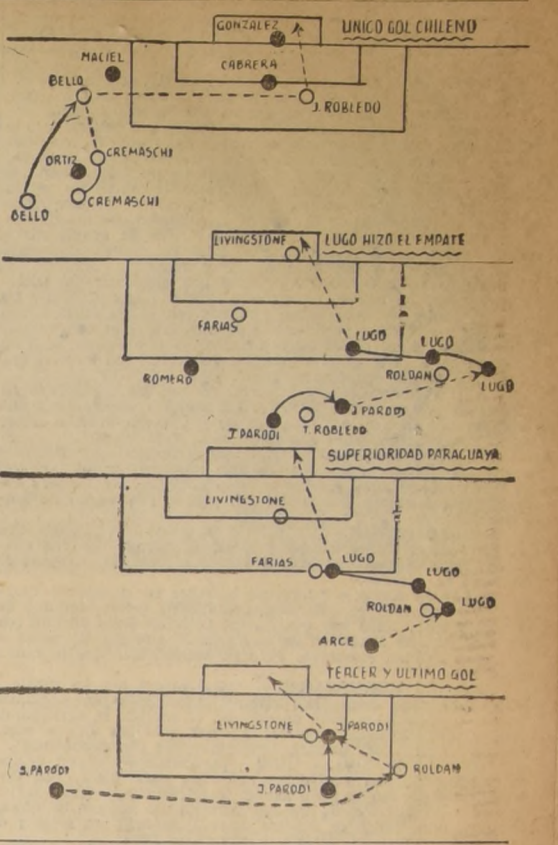 GONZALEZ UNICO GOL CHILENO
MACIEL
CABRERA
BELLO
J. ROBLEDO
CREMASCHI
ORTIZ
CREMASCHI
BELLO
LIVINGSTONE LUGO HIZO EL EMPATE
FARIAS
LUGO LUGO
ROLDAN
ROMERO
LUGO
J. PARODI
J. PARODI T. ROBLEDO
SUPERIORIDAD PARAGUAYA
LIVINGSTONE
FARIAS LUGO
LUGO
ROLDAN LUGO
ARCE
TERCER Y ULTIMO GOL
LIVINGSTONE J. PARODI
J. PARODI ROLDAN
J. PARODI